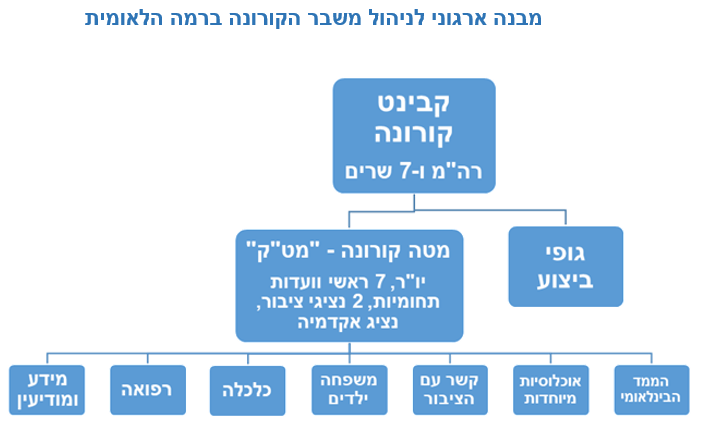 מבנה ארגוני לניהול משבר הקורונה ברמה הלאומית
קבינט
קורונה
רה"מ ו-7 שרים
גופי
ביצוע
מטה קורונה - "מט"ק"
יו"ר, 7 ראשי וועדות
תחומיות, 2 נציגי ציבור,
נציג אקדמיה
הממד
הבינלאומי
אוכלוסיות
מיוחדות
קשר עם
הציבור
משפחה
ילדים
כלכלה
רפואה
מידע
ומודיעין